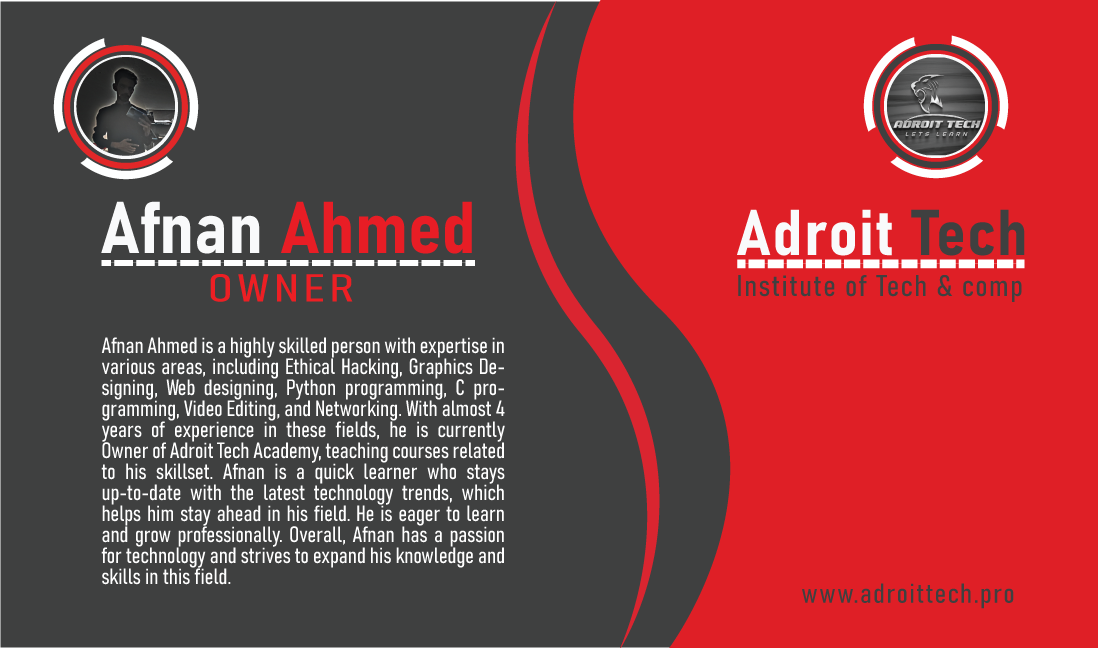 Afnan Ahmed
OWNER
Afnan Ahmed is a highly skilled person with expertise in
various areas, including Ethical Hacking, Graphics De-
signing, Web designing, Python programming, C pro-
gramming, Video Editing, and Networking. With almost 4
years of experience in these fields, he is currently
Owner of Adroit Tech Academy, teaching courses related
to his skillset. Afnan is a quick learner who stays
up-to-date with the latest technology trends, which
helps him stay ahead in his field. He is eager to learn
and grow professionally. Overall, Afnan has a passion
for technology and strives to expand his knowledge and
skills in this field.
ADROIT TECH
LETS LEARN
Adroit Tech
Institute of Tech & comp
www.adroittech.pro